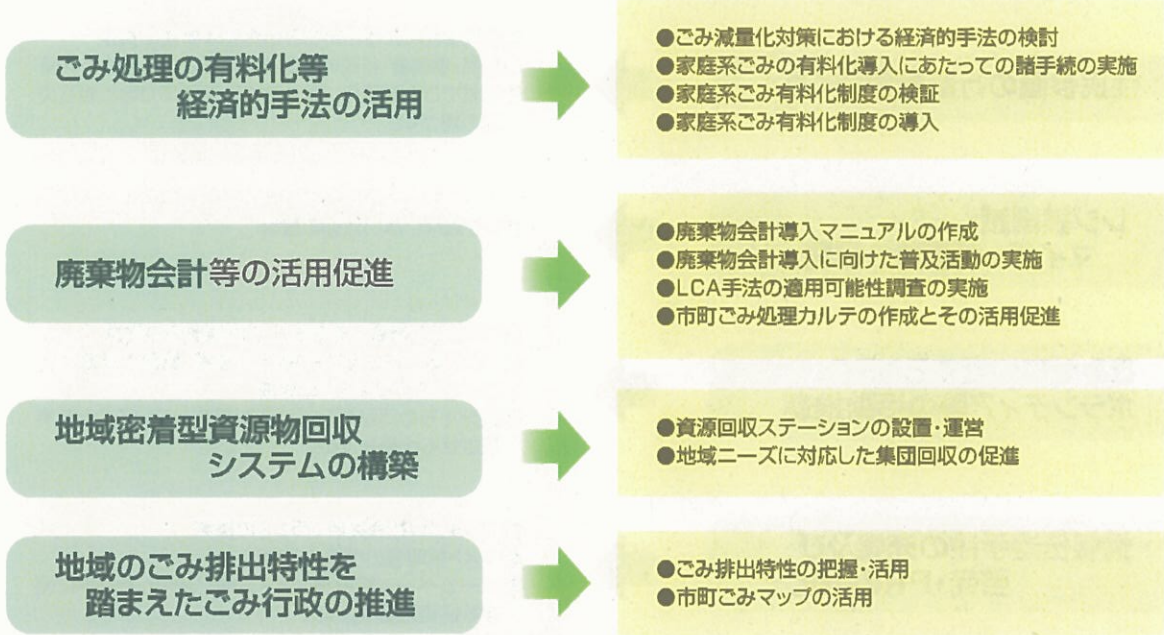 ごみ処理の有料化等
経済的手法の活用
●ごみ減量化対策における経済的手法の検討
●家庭系ごみの有料化導入にあたっての諸手続の実施
●家庭系ごみ有料化制度の検証
●家庭系ごみ有料化制度の導入
廃棄物会計等の活用促進
●廃棄物会計導入マニュアルの作成
●廃棄物会計導入に向けた普及活動の実施
●LCA手法の適用可能性調査の実施
●市町ごみ処理カルテの作成とその活用促進
地域密着型資源物回収
システムの構築
●資源回収ステーションの設置・運営
●地域ニーズに対応した集団回収の促進
地域のごみ排出特性を
踏まえたごみ行政の推進
●ごみ排出特性の把握・活用
●市町ごみマップの活用